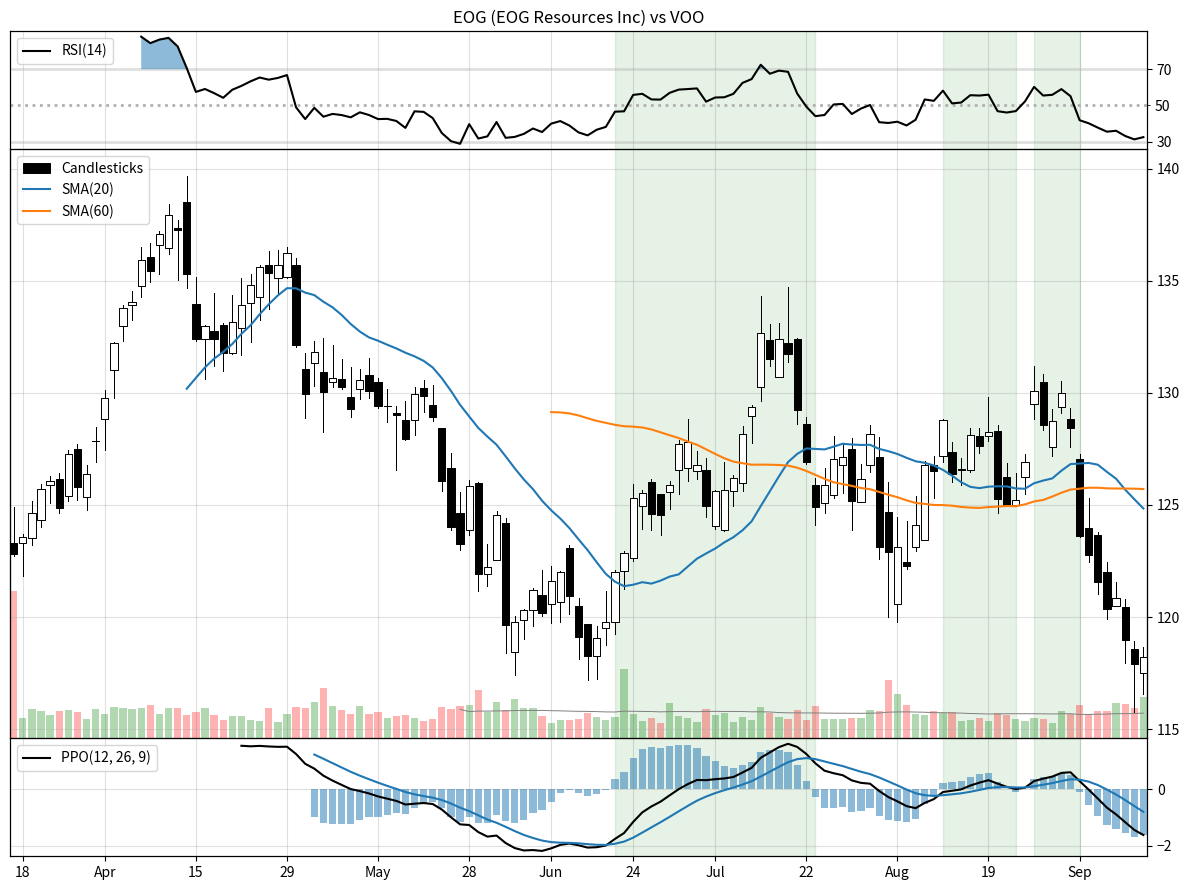 EOG (EOG Resources Inc) vs VOO
RSI(14)
70
50
30
Candlesticks
SMA(20)
SMA(60)
140
135
130
125
120
115
PPO(12, 26, 9)
0
−2
18 Apr 15 29 May 28 Jun 24 Jul 22 Aug 19 Sep